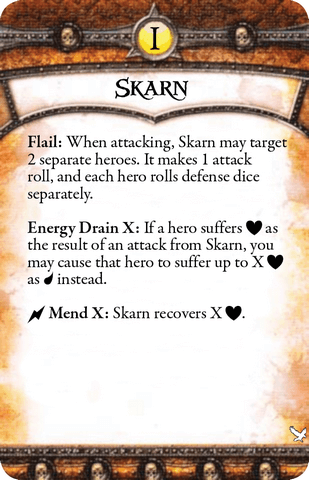 I
SKARN
Flail: When attacking, Skarn may target
2 separate heroes. It makes 1 attack
roll, and each hero rolls defense dice
separately.
Energy Drain X: If a hero suffers ♥ as
the result of an attack from Skarn, you
may cause that hero to suffer up to X ♥
as 💧 instead.
⚡ Mend X: Skarn recovers X ♥.